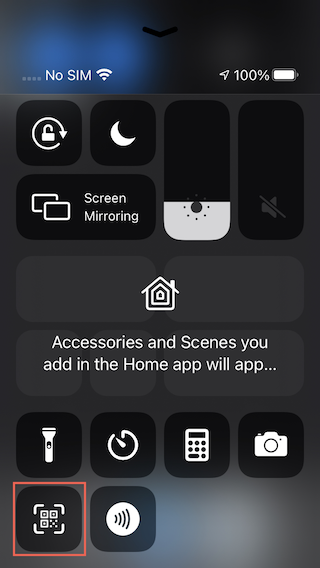 No SIM 100%
Screen
Mirroring
Accessories and Scenes you
add in the Home app will app...